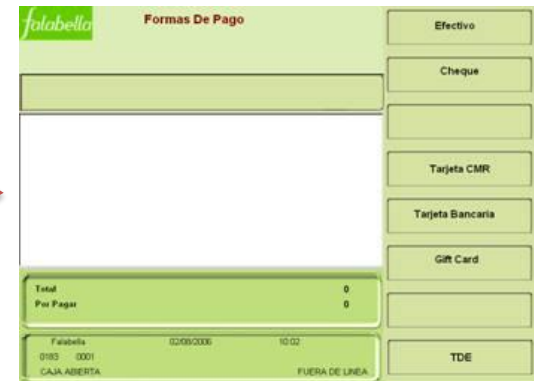 falabella
Formas De Pago
Efectivo
Cheque
Tarjeta CMR
Tarjeta Bancaria
Gift Card
TDE
Total 0
Por Pagar 0
Falabella 02/08/2006 10:02
0183 0001
CAJA ABIERTA FUERA DE LINEA